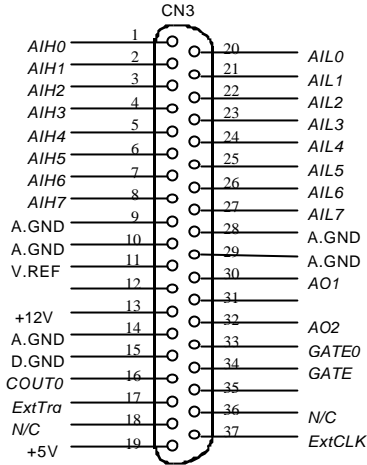 CN3
AIH0 1
20 AIL0
AIH1 2
21 AIL1
AIH2 3
22 AIL2
AIH3 4
23 AIL3
AIH4 5
24 AIL4
AIH5 6
25 AIL5
AIH6 7
26 AIL6
AIH7 8
27 AIL7
A.GND 9
28 A.GND
A.GND 10
29 A.GND
V.REF 11
30 AO1
12
31
+12V 13
32 AO2
A.GND 14
33 GATE0
D.GND 15
34 GATE
COUT0 16
35
ExtTra 17
36 N/C
N/C 18
37 ExtCLK
+5V 19